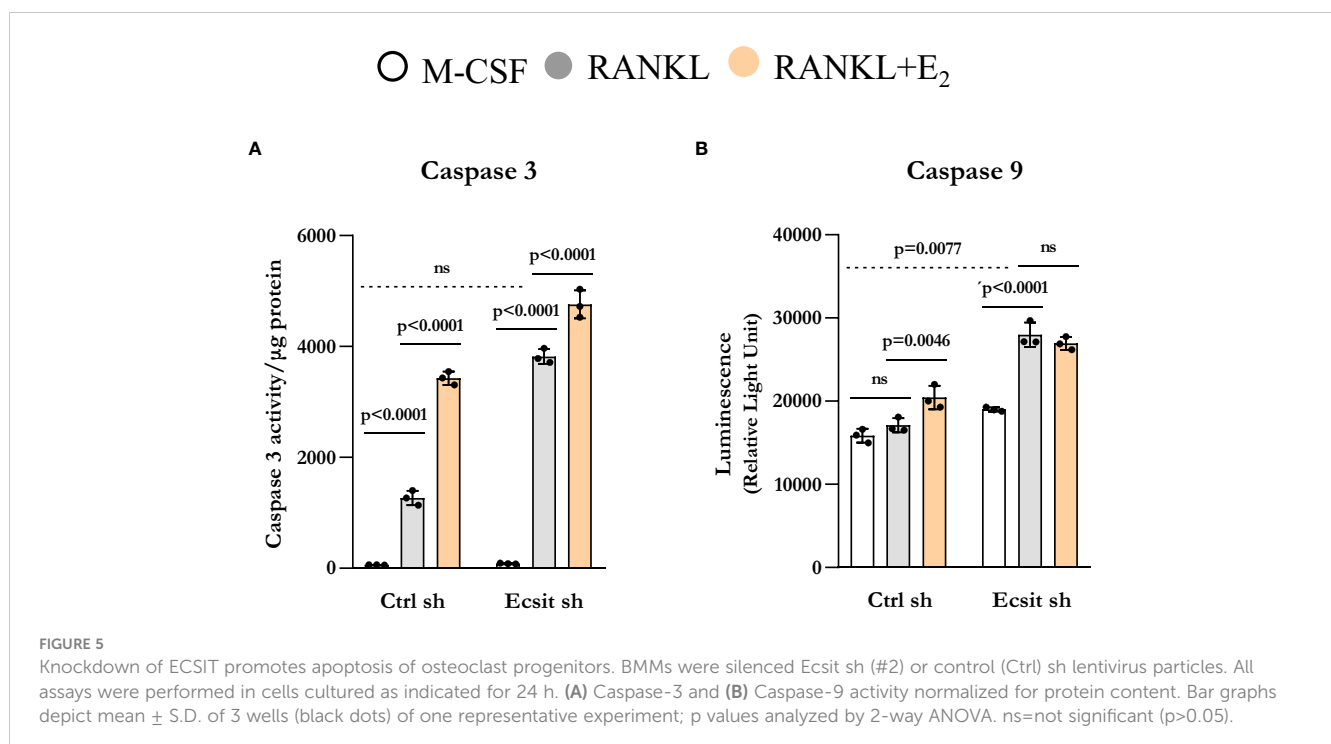 M-CSF RANKL RANKL+E₂
A
Caspase 3
Caspase 3 activity/µg protein
6000
4000
2000
0
p<0.0001
p<0.0001
ns
p<0.0001
p<0.0001
Ctrl sh Ecsit sh
B
Caspase 9
Luminescence
(Relative Light Unit)
40000
30000
20000
10000
0
ns
p=0.0046
p=0.0077
´p<0.0001
ns
Ctrl sh Ecsit sh
FIGURE 5
Knockdown of ECSIT promotes apoptosis of osteoclast progenitors. BMMs were silenced Ecsit sh (#2) or control (Ctrl) sh lentivirus particles. All
assays were performed in cells cultured as indicated for 24 h. (A) Caspase-3 and (B) Caspase-9 activity normalized for protein content. Bar graphs
depict mean ± S.D. of 3 wells (black dots) of one representative experiment; p values analyzed by 2-way ANOVA. ns=not significant (p>0.05).